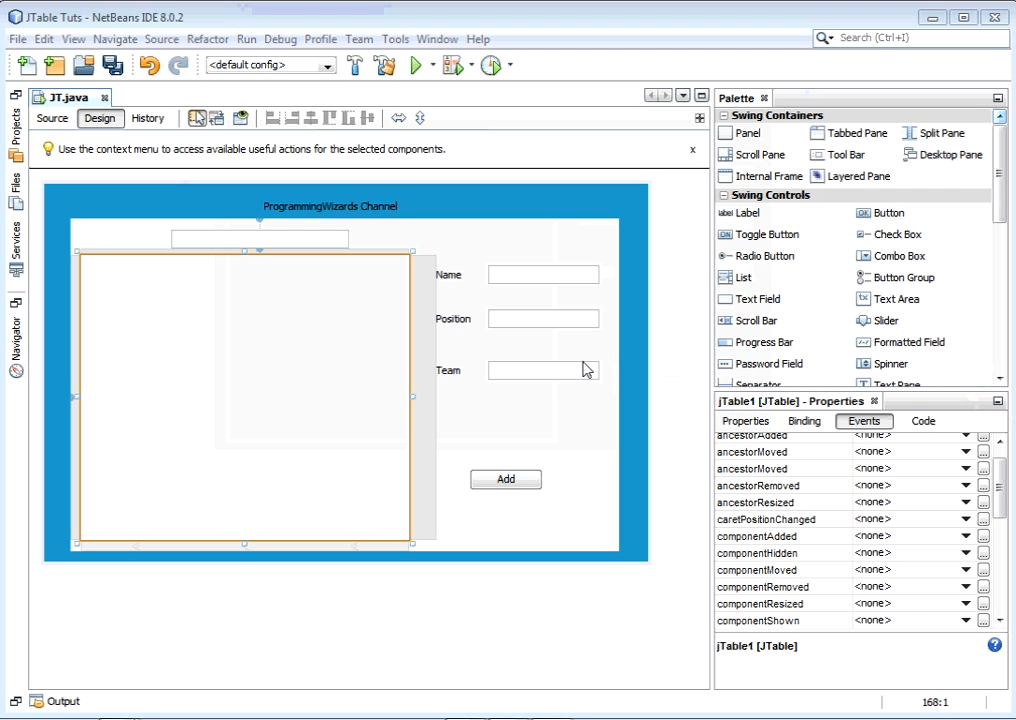 JTable Tuts - NetBeans IDE 8.0.2
File Edit View Navigate Source Refactor Run Debug Profile Team Tools Window Help
Search (Ctrl+I)
<default config>
JT.java
Source Design History
Use the context menu to access available useful actions for the selected components.
x
Projects
Files
Services
Navigator
ProgrammingWizards Channel
Name
Position
Team
Add
Palette
Swing Containers
Panel Tabbed Pane Split Pane
Scroll Pane Tool Bar Desktop Pane
Internal Frame Layered Pane
Swing Controls
label Label OK Button
ON Toggle Button Check Box
Radio Button Combo Box
List Button Group
Text Field Text Area
Scroll Bar Slider
Progress Bar Formatted Field
Password Field Spinner
Separator Text Pane
jTable1 [JTable] - Properties
Properties Binding Events Code
ancestorAdded <none> ...
ancestorMoved <none> ...
ancestorMoved <none> ...
ancestorRemoved <none> ...
ancestorResized <none> ...
caretPositionChanged <none> ...
componentAdded <none> ...
componentHidden <none> ...
componentMoved <none> ...
componentRemoved <none> ...
componentResized <none> ...
componentShown <none> ...
jTable1 [JTable]
Output
168:1